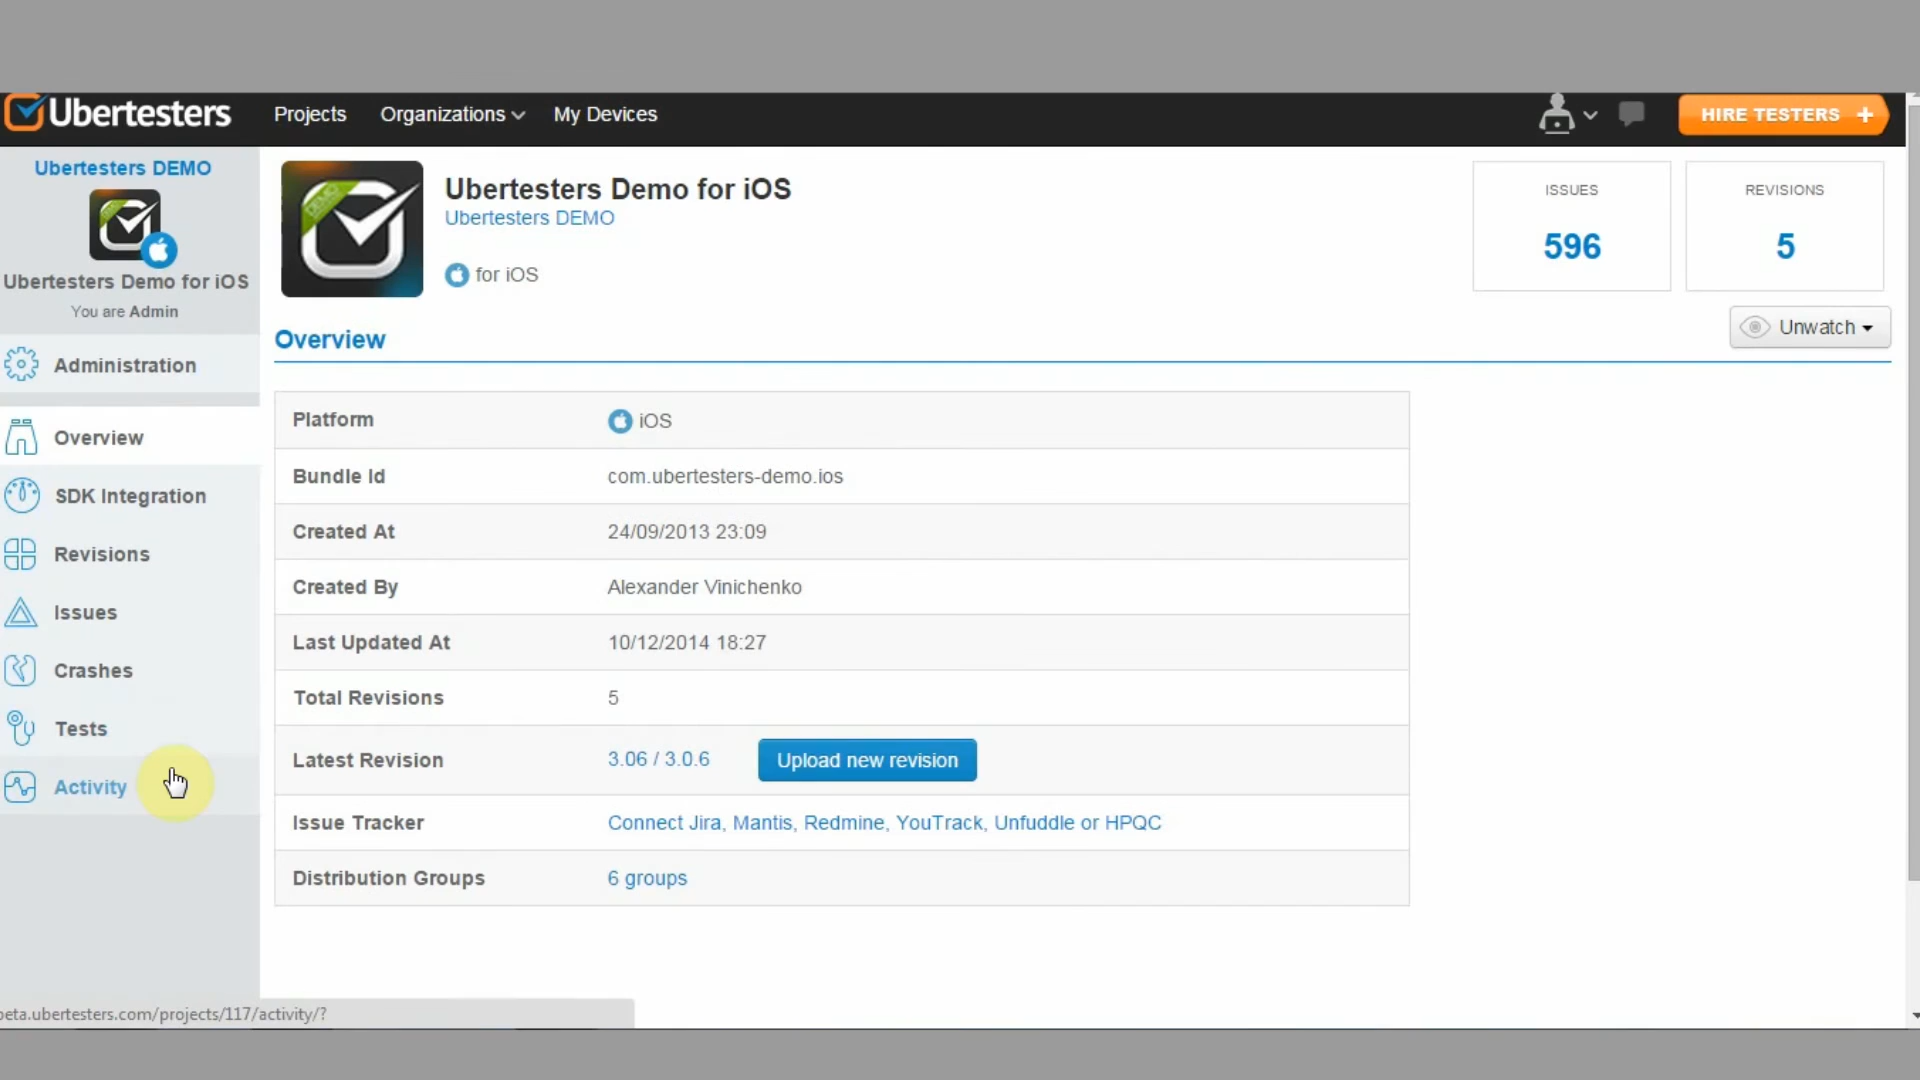 Ubertesters
Projects
Organizations
My Devices
HIRE TESTERS +
Ubertesters DEMO
Ubertesters Demo for iOS
You are Admin
Administration
Overview
SDK Integration
Revisions
Issues
Crashes
Tests
Activity
Ubertesters Demo for iOS
Ubertesters DEMO
for iOS
ISSUES
596
REVISIONS
5
Unwatch
Overview
Platform iOS
Bundle Id com.ubertesters-demo.ios
Created At 24/09/2013 23:09
Created By Alexander Vinichenko
Last Updated At 10/12/2014 18:27
Total Revisions 5
Latest Revision 3.06 / 3.0.6 Upload new revision
Issue Tracker Connect Jira, Mantis, Redmine, YouTrack, Unfuddle or HPQC
Distribution Groups 6 groups
beta.ubertesters.com/projects/117/activity/?